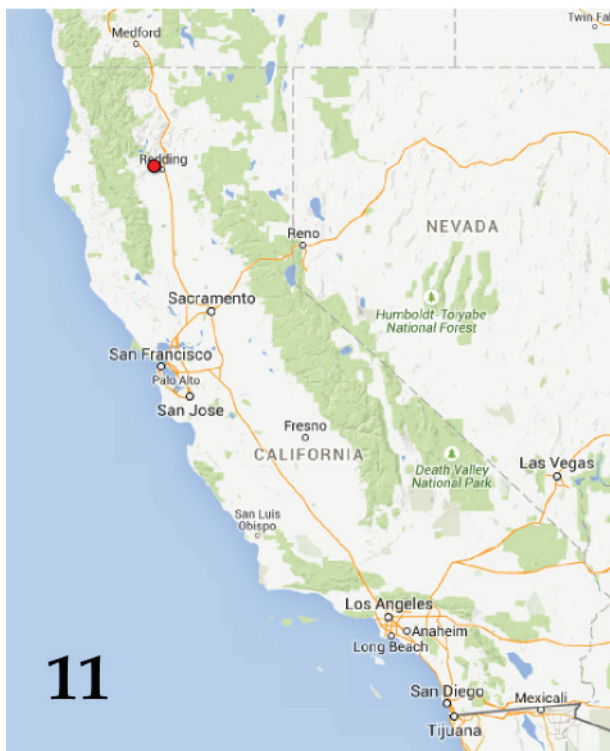 Medford
Twin Fal
Redding
Reno
NEVADA
Sacramento
Humboldt-Toiyabe
National Forest
San Francisco
Palo Alto
San Jose
Fresno
CALIFORNIA
Death Valley
National Park
Las Vegas
San Luis
Obispo
Los Angeles
Anaheim
Long Beach
11
San Diego
Mexicali
Tijuana